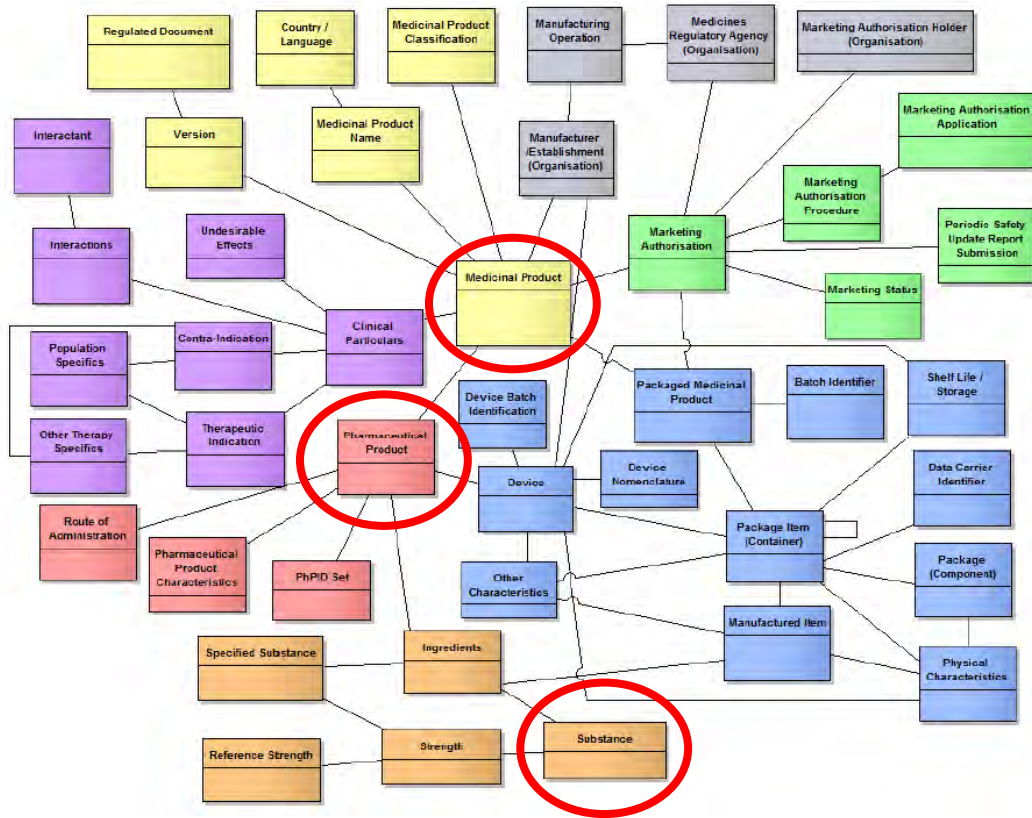 Regulated Document
Country /
Language
Medicinal Product
Classification
Manufacturing
Operation
Medicines
Regulatory Agency
(Organisation)
Marketing Authorisation Holder
(Organisation)
Interactant
Version
Medicinal Product
Name
Manufacturer
/Establishment
(Organisation)
Marketing Authorisation
Application
Marketing
Authorisation
Procedure
Interactions
Undesirable
Effects
Medicinal Product
Marketing
Authorisation
Periodic Safety
Update Report
Submission
Marketing Status
Population
Specifics
Contra-Indication
Clinical
Particulars
Device Batch
Identification
Packaged Medicinal
Product
Batch Identifier
Shelf Life /
Storage
Other Therapy
Specifics
Therapeutic
Indication
Pharmaceutical
Product
Device
Device
Nomenclature
Data Carrier
Identifier
Route of
Administration
Pharmaceutical
Product
Characteristics
PhPID Set
Other
Characteristics
Package Item
(Container)
Package
(Component)
Manufactured Item
Specified Substance
Ingredients
Physical
Characteristics
Reference Strength
Strength
Substance